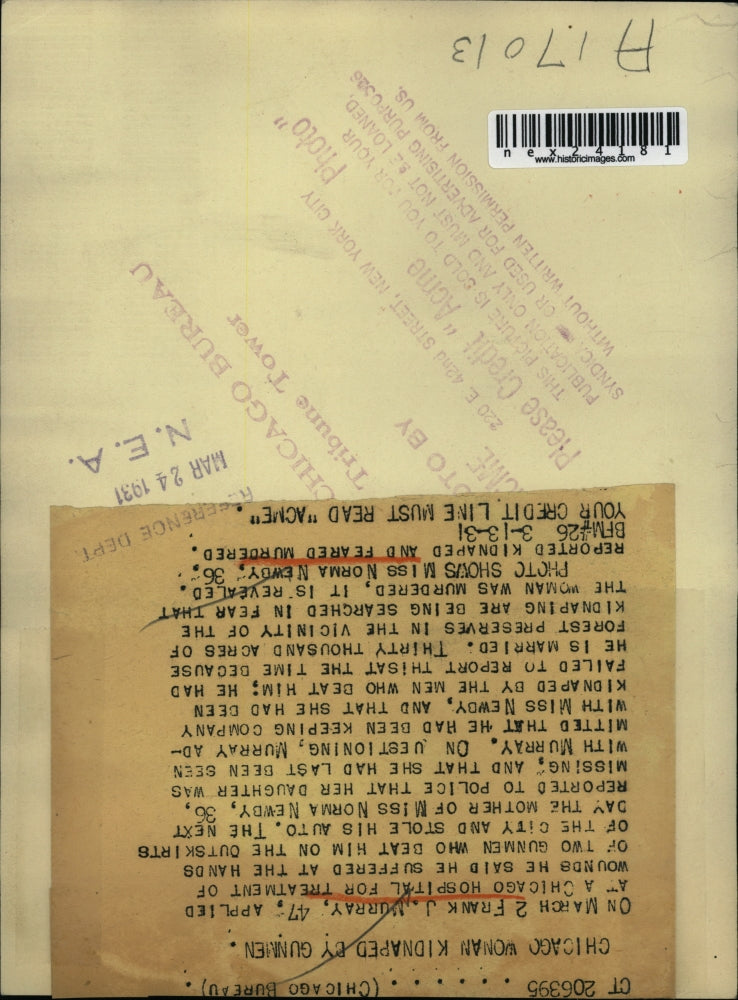 A17013
nex24181
www.historicimages.com
PHOTO BY
ACME
220 E. 42nd STREET, NEW YORK CITY
Please Credit "Acme Photo"
THIS PICTURE IS SOLD TO YOU FOR YOUR
PUBLICATION ONLY AND MUST NOT BE LOANED,
SYNDIC. OR USED FOR ADVERTISING PURPOSES
WITHOUT WRITTEN PERMISSION FROM US.
CHICAGO BUREAU
Tribune Tower
REFERENCE DEPT.
MAR 24 1931
N. E. A.
CT 206395 . . . . . . (CHICAGO BUREAU)
CHICAGO WOMAN KIDNAPED BY GUNMEN.
ON MARCH 2 FRANK J. MURRAY, 47, APPLIED
AT A CHICAGO HOSPITAL FOR TREATMENT OF
WOUNDS HE SAID HE SUFFERED AT THE HANDS
OF TWO GUNMEN WHO BEAT HIM ON THE OUTSKIRTS
OF THE CITY AND STOLE HIS AUTO. THE NEXT
DAY THE MOTHER OF MISS NORMA NEWBY, 36,
REPORTED TO POLICE THAT HER DAUGHTER WAS
MISSING, AND THAT SHE HAD LAST BEEN SEEN
WITH MURRAY. ON QUESTIONING, MURRAY AD-
MITTED THAT HE HAD BEEN KEEPING COMPANY
WITH MISS NEWBY, AND THAT SHE HAD BEEN
KIDNAPED BY THE MEN WHO BEAT HIM; HE HAD
FAILED TO REPORT THISAT THE TIME BECAUSE
HE IS MARRIED. THIRTY THOUSAND ACRES OF
FOREST PRESERVES IN THE VICINITY OF THE
KIDNAPING ARE BEING SEARCHED IN FEAR THAT
THE WOMAN WAS MURDERED, IT IS REVEALED.
PHOTO SHOWS MISS NORMA NEWBY, 36,
REPORTED KIDNAPED AND FEARED MURDERED.
BFM#26 3-13-31
YOUR CREDIT LINE MUST READ "ACME".